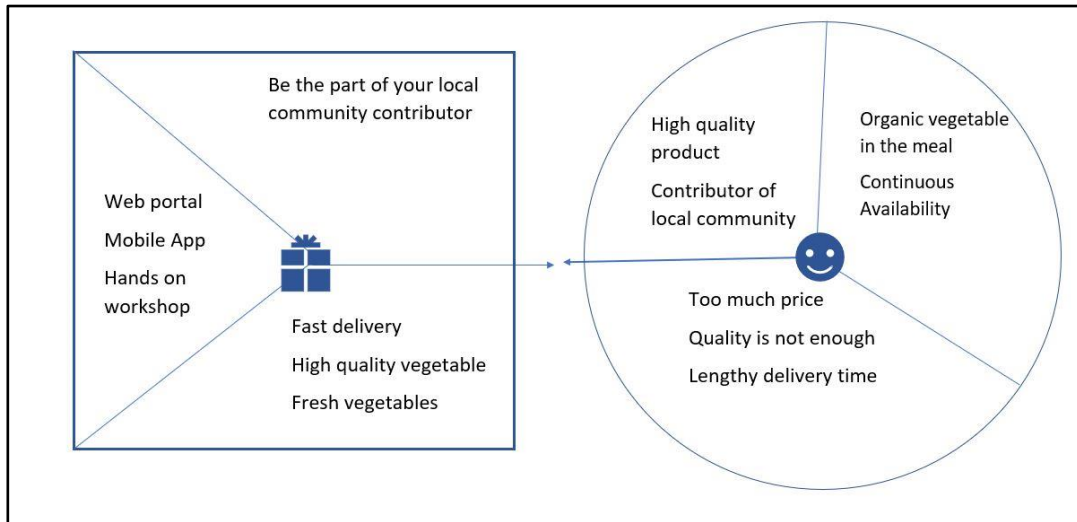 Be the part of your local
community contributor
Web portal
Mobile App
Hands on
workshop
Fast delivery
High quality vegetable
Fresh vegetables
High quality
product
Contributor of
local community
Organic vegetable
in the meal
Continuous
Availability
Too much price
Quality is not enough
Lengthy delivery time